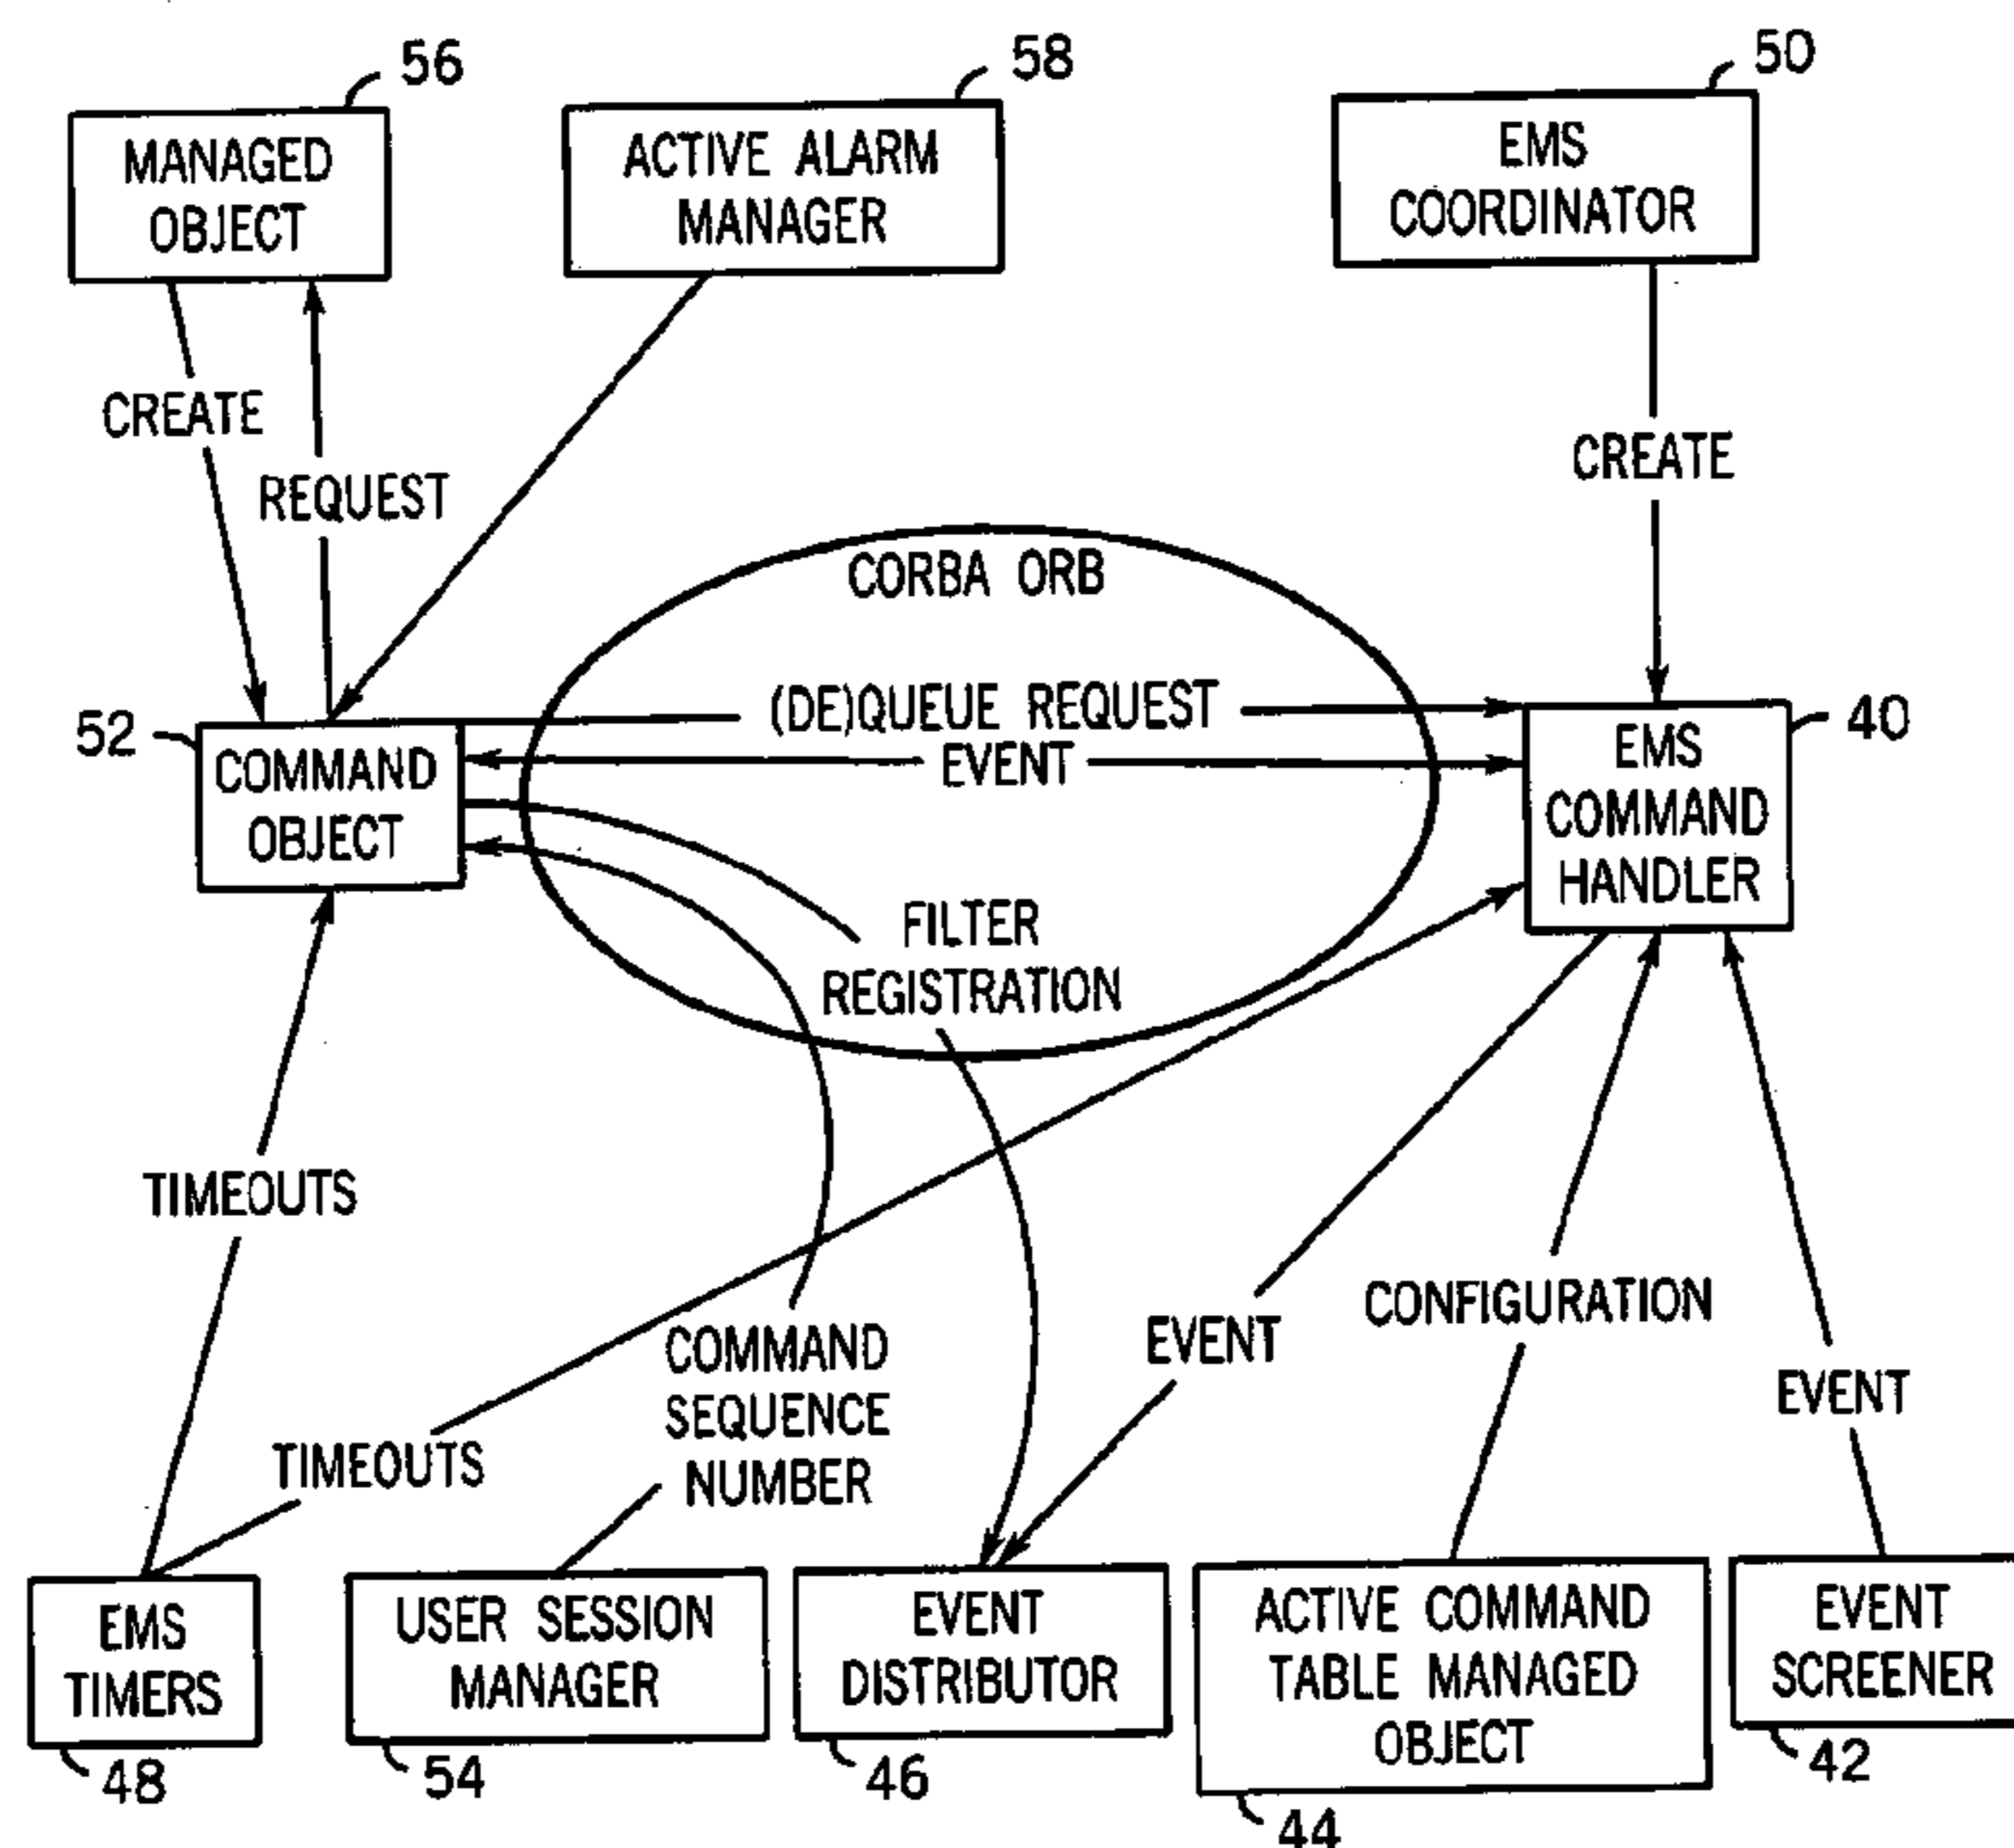 56
58
50
MANAGED
OBJECT
ACTIVE ALARM
MANAGER
EMS
COORDINATOR
CREATE
REQUEST
CREATE
CORBA ORB
52
COMMAND
OBJECT
(DE)QUEUE REQUEST
EVENT
40
EMS
COMMAND
HANDLER
FILTER
REGISTRATION
TIMEOUTS
TIMEOUTS
COMMAND
SEQUENCE
NUMBER
EVENT
CONFIGURATION
EVENT
EMS
TIMERS
USER SESSION
MANAGER
EVENT
DISTRIBUTOR
ACTIVE COMMAND
TABLE MANAGED
OBJECT
EVENT
SCREENER
48
54
46
44
42